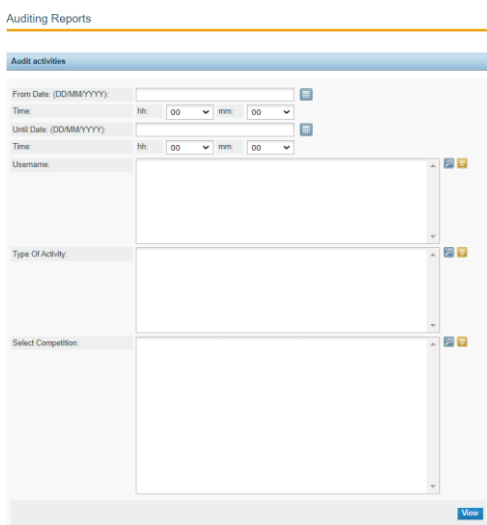 Auditing Reports
Audit activities
From Date: (DD/MM/YYYY):
Time: hh: 00 mm: 00
Until Date: (DD/MM/YYYY):
Time: hh: 00 mm: 00
Username:
Type Of Activity:
Select Competition:
View